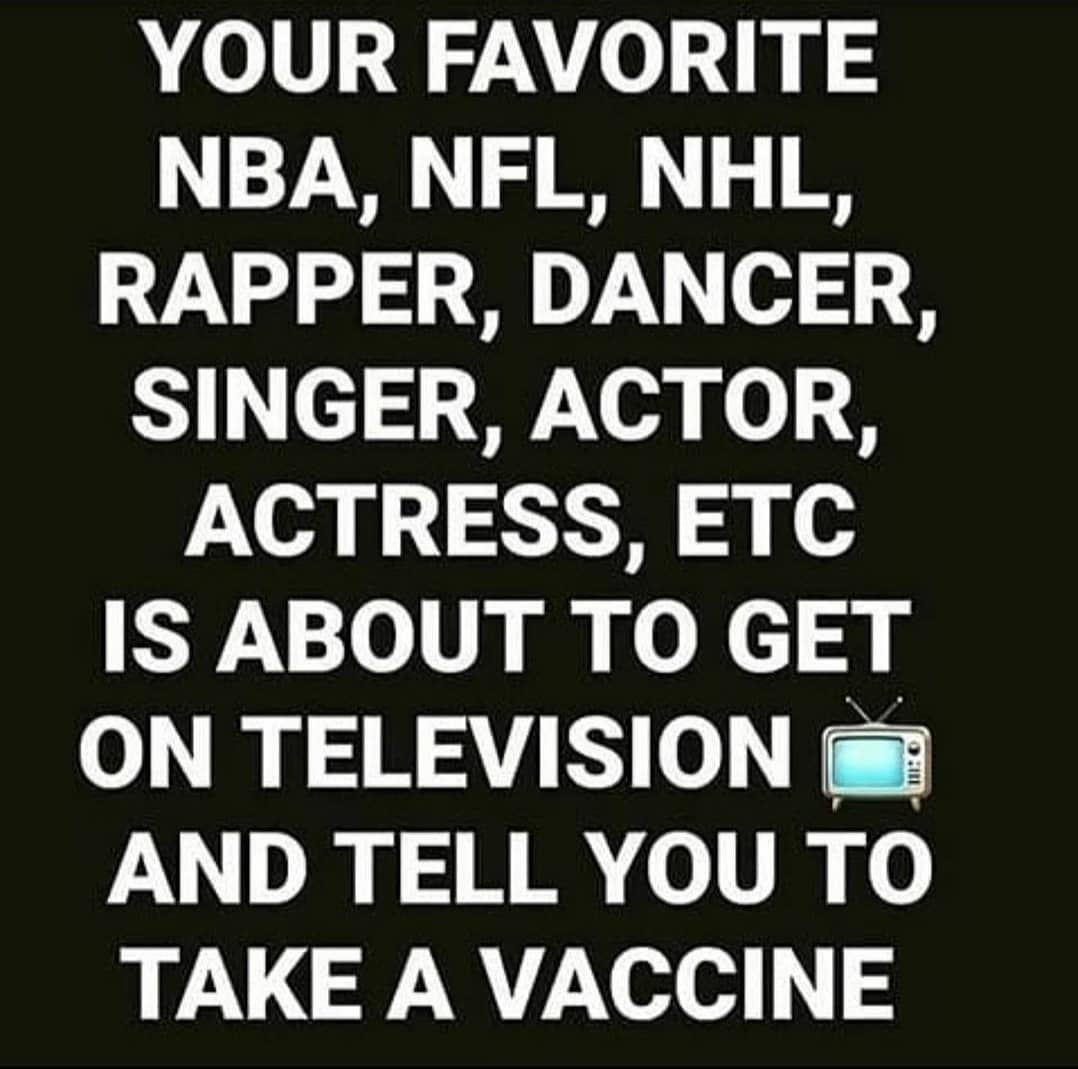 YOUR FAVORITE
NBA, NFL, NHL,
RAPPER, DANCER,
SINGER, ACTOR,
ACTRESS, ETC
IS ABOUT TO GET
ON TELEVISION 📺
AND TELL YOU TO
TAKE A VACCINE